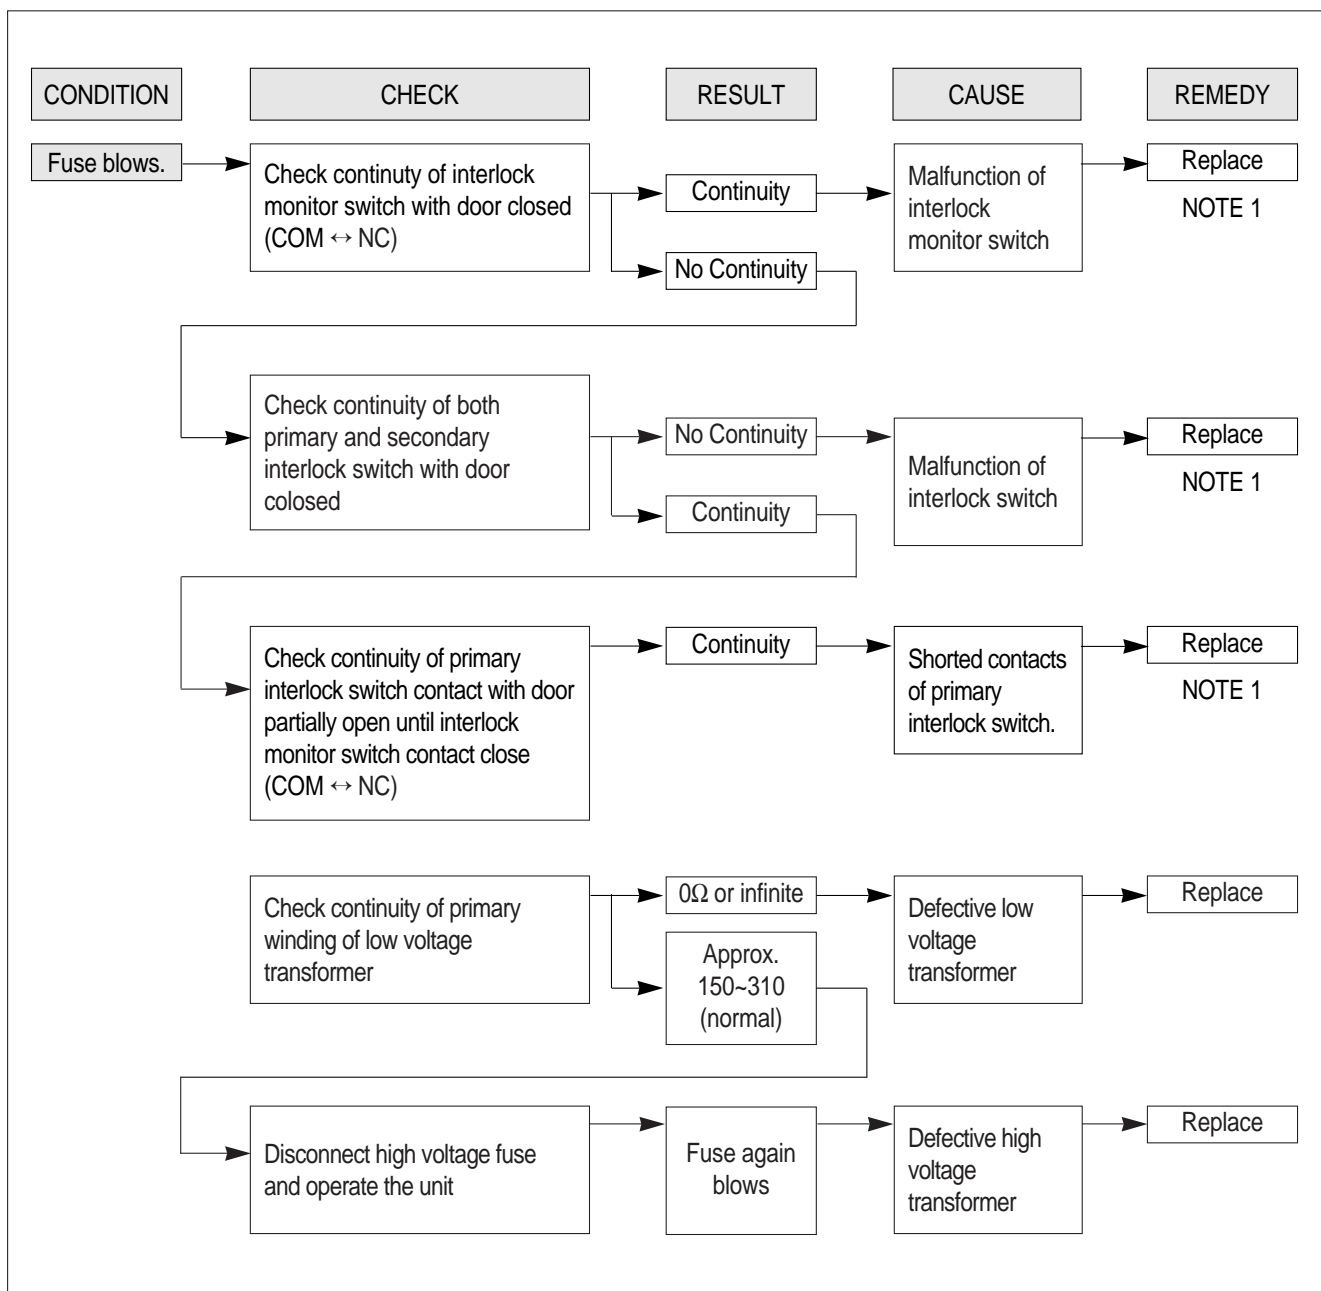 CONDITION
CHECK
RESULT
CAUSE
REMEDY
Fuse blows.
Check continuty of interlock
monitor switch with door closed
(COM ↔ NC)
Continuity
Malfunction of
interlock
monitor switch
Replace
NOTE 1
No Continuity
Check continuity of both
primary and secondary
interlock switch with door
colosed
No Continuity
Malfunction of
interlock switch
Replace
NOTE 1
Continuity
Check continuity of primary
interlock switch contact with door
partially open until interlock
monitor switch contact close
(COM ↔ NC)
Continuity
Shorted contacts
of primary
interlock switch.
Replace
NOTE 1
Check continuity of primary
winding of low voltage
transformer
0Ω or infinite
Defective low
voltage
transformer
Replace
Approx.
150~310
(normal)
Disconnect high voltage fuse
and operate the unit
Fuse again
blows
Defective high
voltage
transformer
Replace